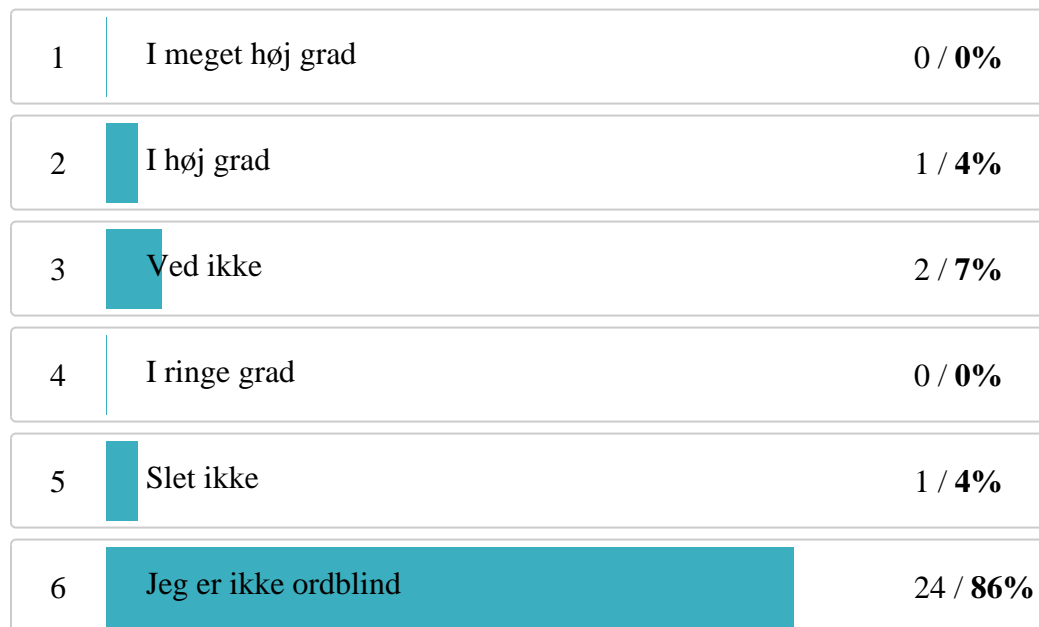 1 I meget høj grad 0 / 0%
2 I høj grad 1 / 4%
3 Ved ikke 2 / 7%
4 I ringe grad 0 / 0%
5 Slet ikke 1 / 4%
6 Jeg er ikke ordblind 24 / 86%